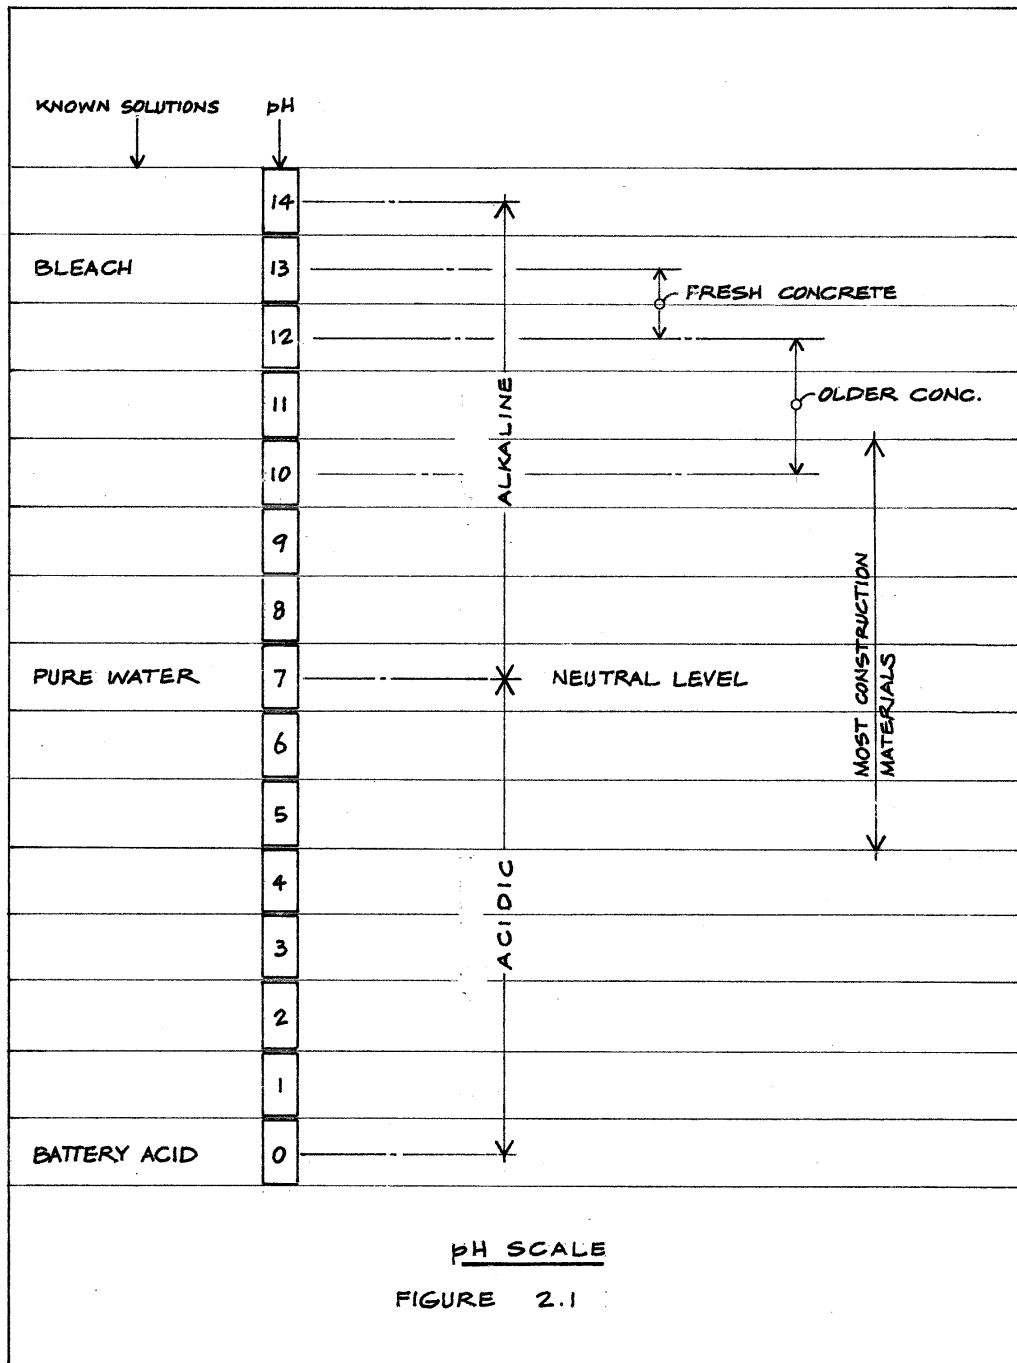 KNOWN SOLUTIONS pH
14
BLEACH 13
FRESH CONCRETE
12
11 OLDER CONC.
ALKALINE
10
9
8
MOST CONSTRUCTION
MATERIALS
PURE WATER 7 NEUTRAL LEVEL
6
5
4
ACIDIC
3
2
1
BATTERY ACID 0
pH SCALE
FIGURE 2.1